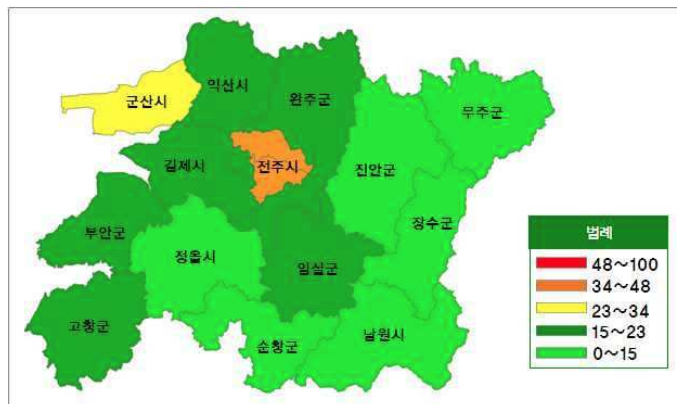 익산시
완주군
무주군
군산시
김제시
전주시
진안군
장수군
부안군
정읍시
임실군
고창군
순창군
남원시
범례
48~100
34~48
23~34
15~23
0~15